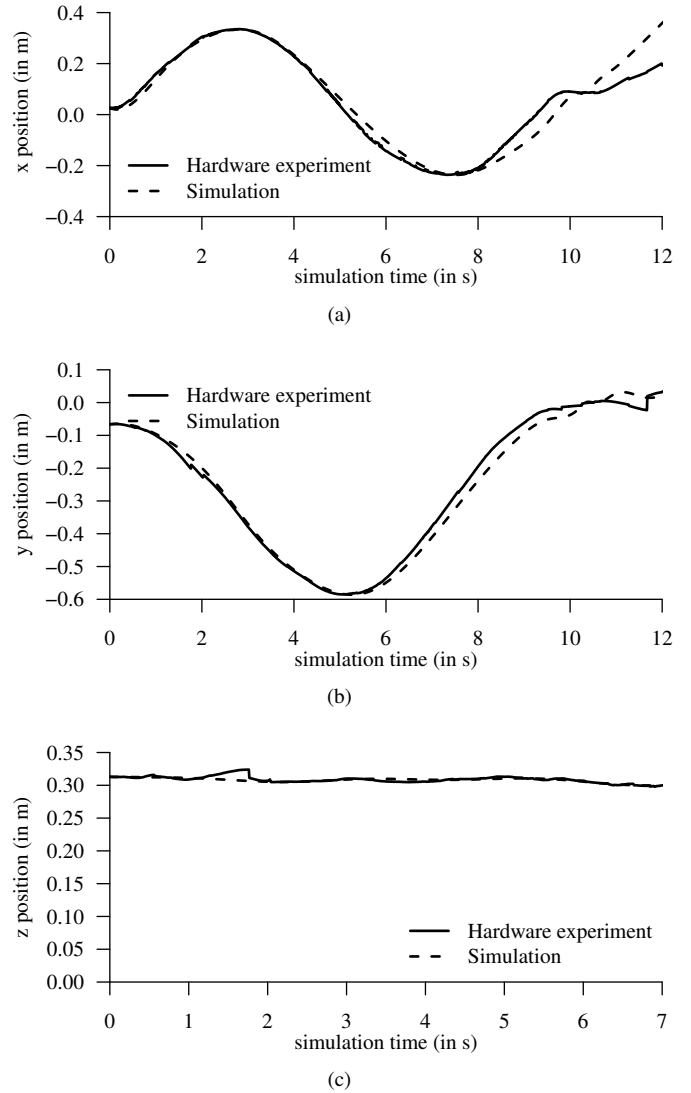 0.4
0.2
0.0
−0.2
−0.4
x position (in m)
Hardware experiment
Simulation
0 2 4 6 8 10 12
simulation time (in s)
(a)
0.1
0.0
−0.1
−0.2
−0.3
−0.4
−0.5
−0.6
y position (in m)
Hardware experiment
Simulation
0 2 4 6 8 10 12
simulation time (in s)
(b)
0.35
0.30
0.25
0.20
0.15
0.10
0.05
0.00
z position (in m)
Hardware experiment
Simulation
0 1 2 3 4 5 6 7
simulation time (in s)
(c)